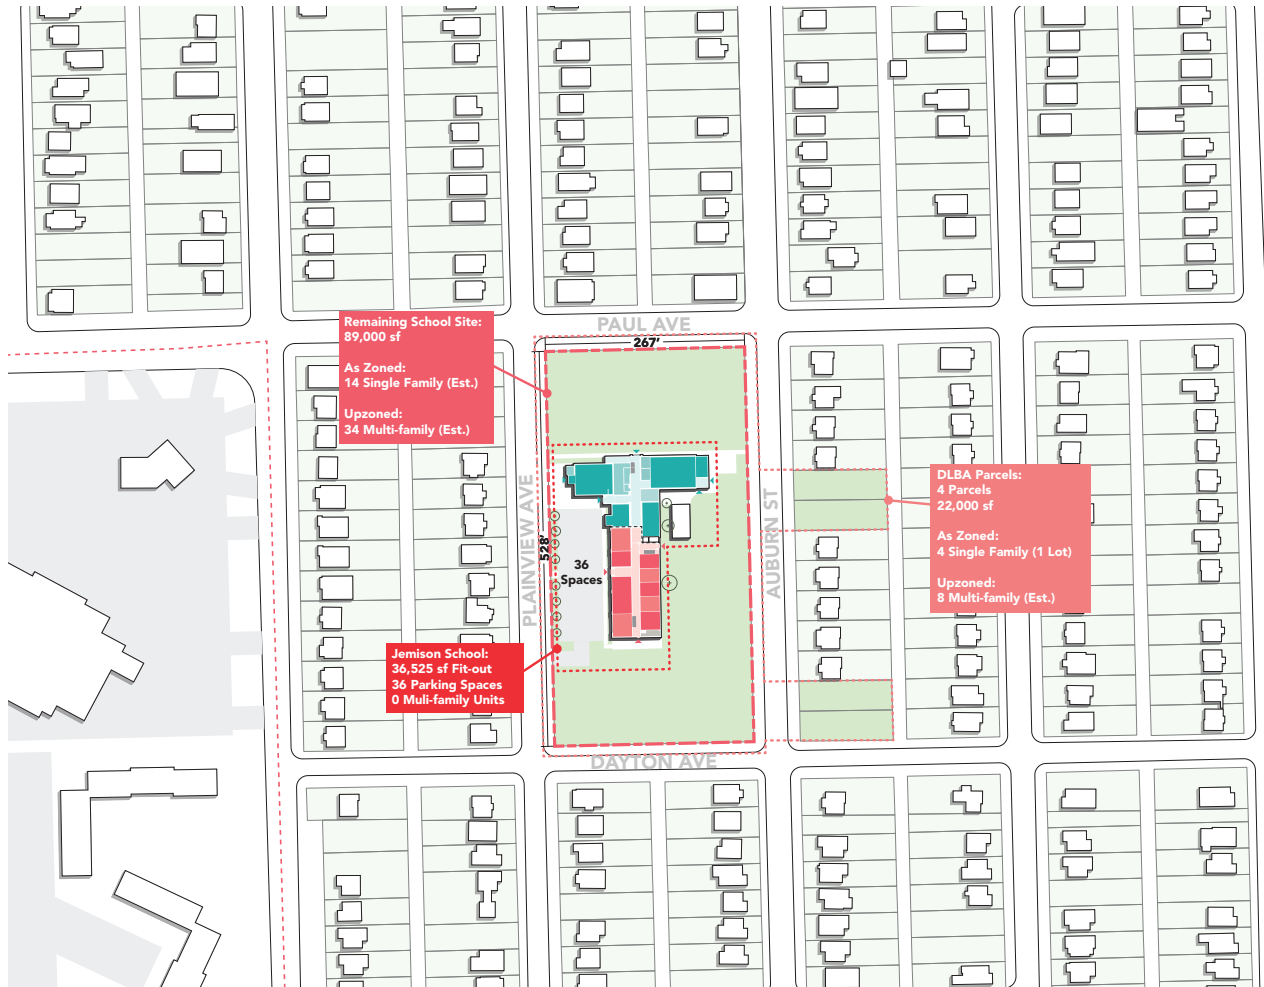 Remaining School Site:
89,000 sf
As Zoned:
14 Single Family (Est.)
Upzoned:
34 Multi-family (Est.)
PAUL AVE
267'
PLAINVIEW AVE
528'
36
Spaces
AUBURN ST
DLBA Parcels:
4 Parcels
22,000 sf
As Zoned:
4 Single Family (1 Lot)
Upzoned:
8 Multi-family (Est.)
Jemison School:
36,525 sf Fit-out
36 Parking Spaces
0 Muli-family Units
DAYTON AVE